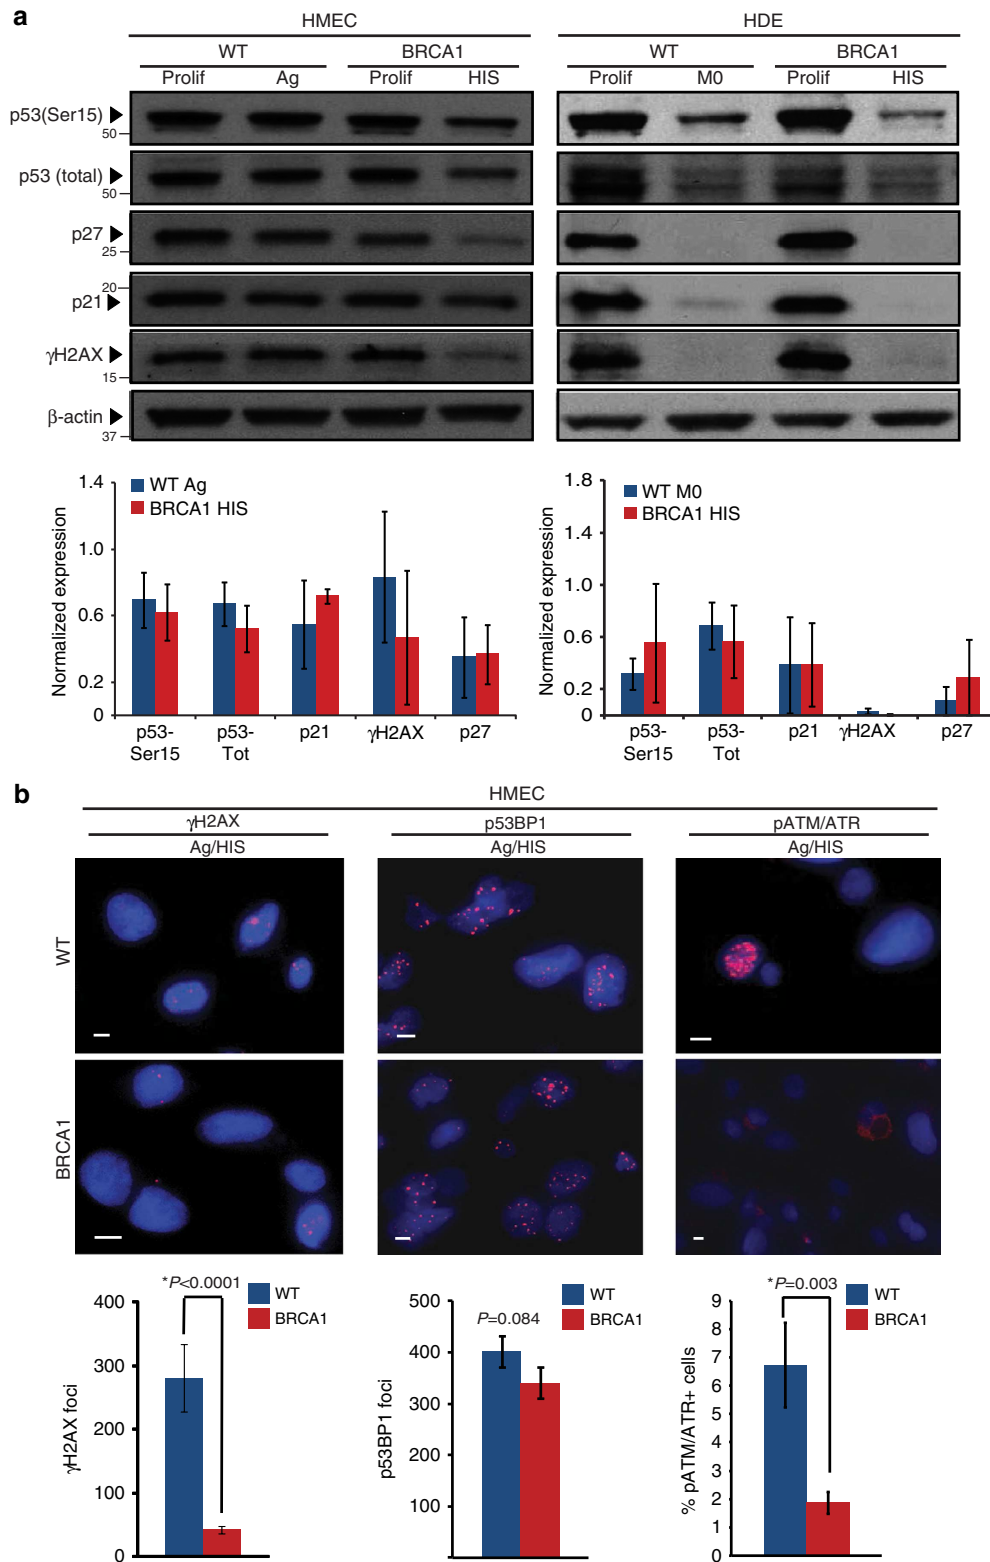 a
HMEC
HDE
WT
BRCA1
WT
BRCA1
Prolif
Ag
Prolif
HIS
Prolif
M0
Prolif
HIS
p53(Ser15)
50
p53 (total)
50
p27
25
20
p21
γH2AX
15
β-actin
37
1.4
1.0
0.6
0.2
0
Normalized expression
WT Ag
BRCA1 HIS
p53-
Ser15
p53-
Tot
p21
γH2AX
p27
1.8
1.4
1.0
0.6
0.2
0
Normalized expression
WT M0
BRCA1 HIS
p53-
Ser15
p53-
Tot
p21
γH2AX
p27
b
HMEC
γH2AX
p53BP1
pATM/ATR
Ag/HIS
Ag/HIS
Ag/HIS
WT
BRCA1
*P<0.0001
WT
BRCA1
400
300
200
100
0
γH2AX foci
P=0.084
WT
BRCA1
500
400
300
200
100
p53BP1 foci
*P=0.003
WT
BRCA1
9
8
7
6
5
4
3
2
1
0
% pATM/ATR+ cells